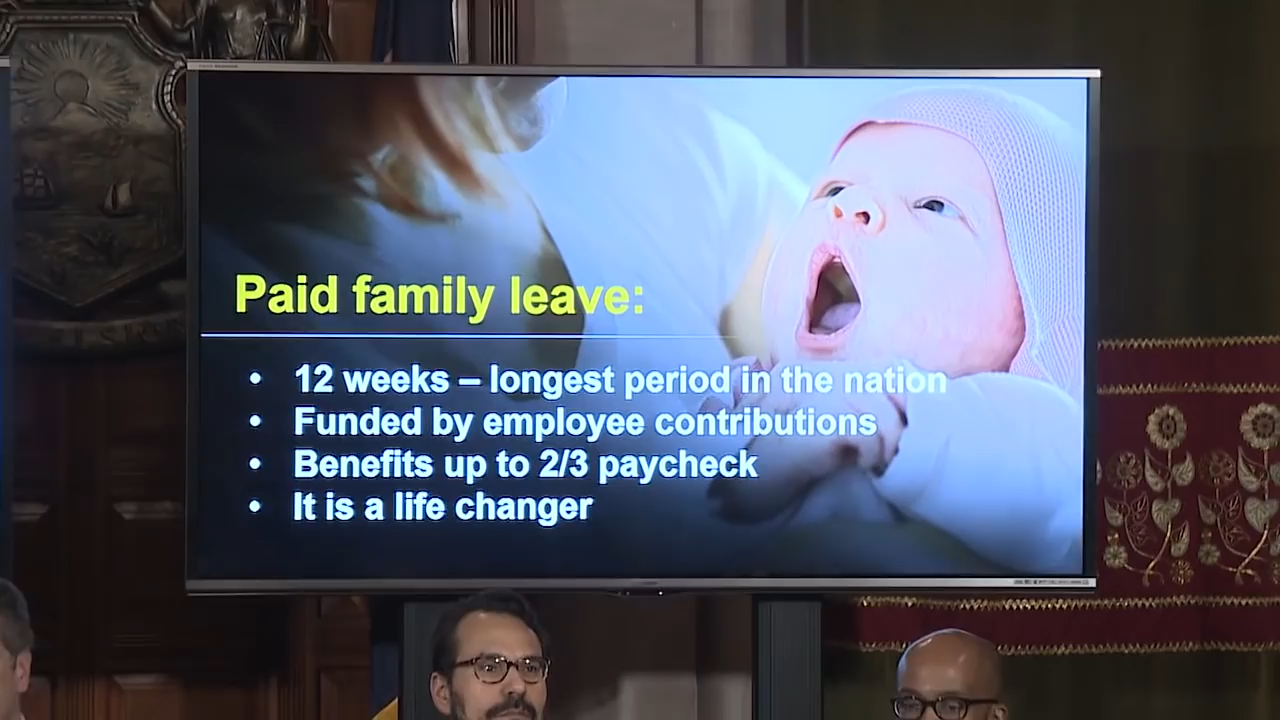 Paid family leave:
• 12 weeks – longest period in the nation
• Funded by employee contributions
• Benefits up to 2/3 paycheck
• It is a life changer